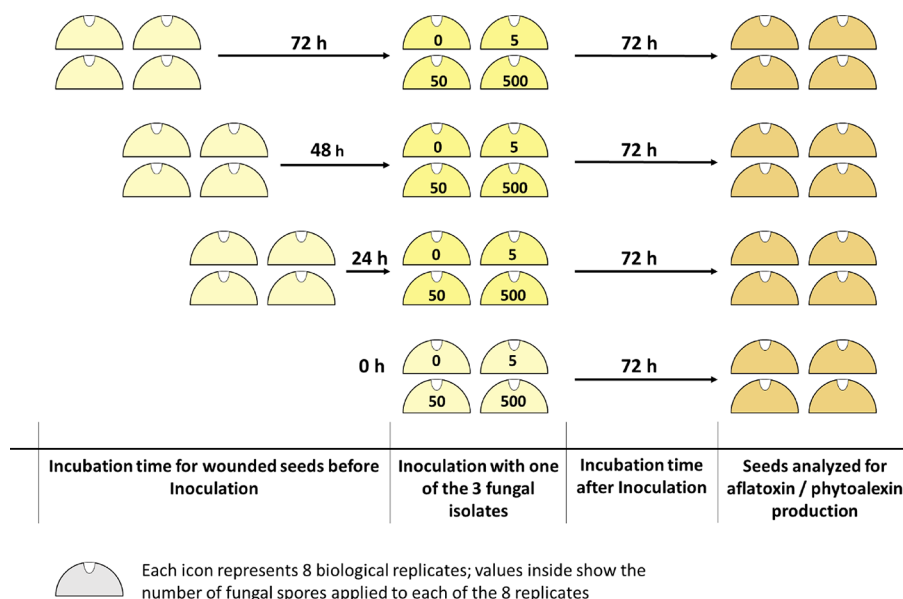 72 h 0 5 72 h
50 500
48 h 0 5 72 h
50 500
24 h 0 5 72 h
50 500
0 h 0 5 72 h
50 500
Incubation time for wounded seeds before
Inoculation
Inoculation with one
of the 3 fungal
isolates
Incubation time
after Inoculation
Seeds analyzed for
aflatoxin / phytoalexin
production
Each icon represents 8 biological replicates; values inside show the
number of fungal spores applied to each of the 8 replicates